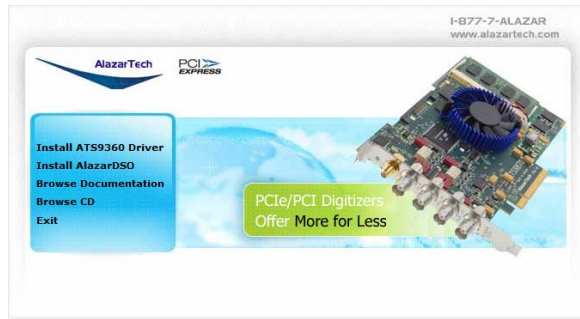 1-877-7-ALAZAR
www.alazartech.com
AlazarTech
PCI
EXPRESS
Install ATS9360 Driver
Install AlazarDSO
Browse Documentation
Browse CD
Exit
PCIe/PCI Digitizers
Offer More for Less